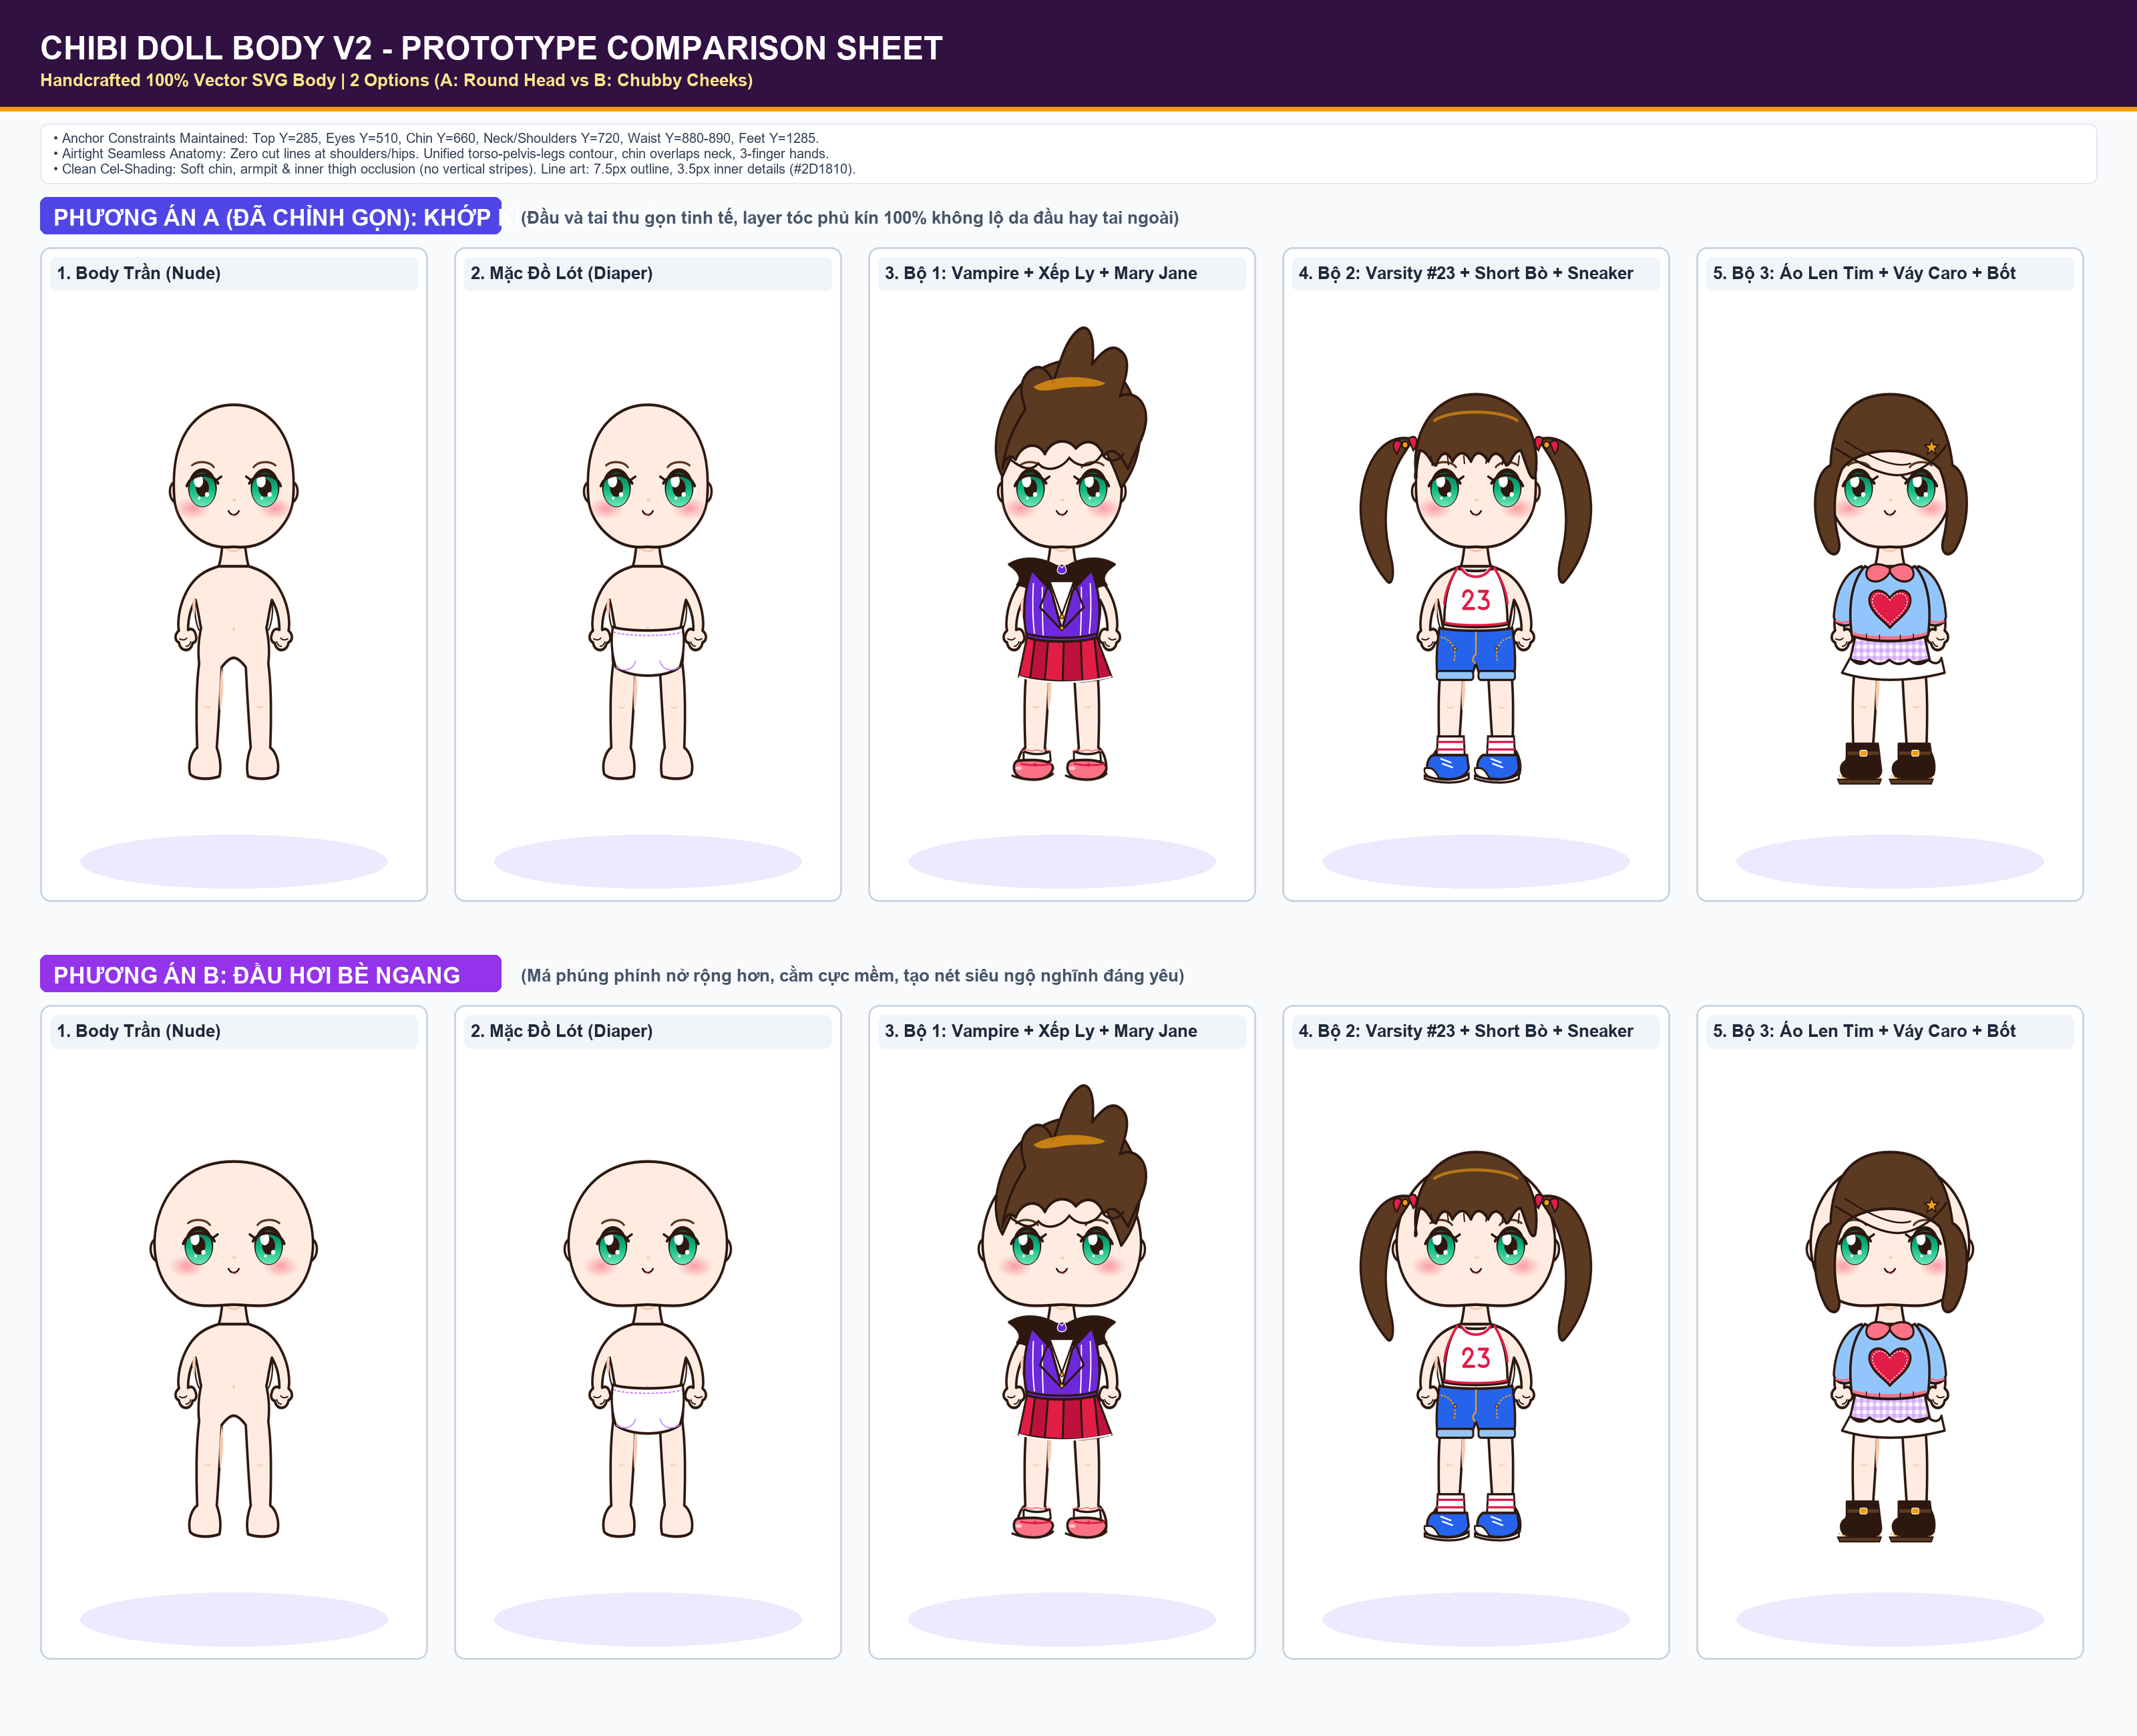 CHIBI DOLL BODY V2 - PROTOTYPE COMPARISON SHEET
Handcrafted 100% Vector SVG Body | 2 Options (A: Round Head vs B: Chubby Cheeks)
• Anchor Constraints Maintained: Top Y=285, Eyes Y=510, Chin Y=660, Neck/Shoulders Y=720, Waist Y=880-890, Feet Y=1285.
• Airtight Seamless Anatomy: Zero cut lines at shoulders/hips. Unified torso-pelvis-legs contour, chin overlaps neck, 3-finger hands.
• Clean Cel-Shading: Soft chin, armpit & inner thigh occlusion (no vertical stripes). Line art: 7.5px outline, 3.5px inner details (#2D1810).
PHƯƠNG ÁN A (ĐÃ CHỈNH GỌN): KHỚP (Đầu và tai thu gọn tinh tế, layer tóc phủ kín 100% không lộ da đầu hay tai ngoài)
1. Body Trần (Nude)
2. Mặc Đồ Lót (Diaper)
3. Bộ 1: Vampire + Xếp Ly + Mary Jane
4. Bộ 2: Varsity #23 + Short Bò + Sneaker
5. Bộ 3: Áo Len Tim + Váy Caro + Bốt
23
PHƯƠNG ÁN B: ĐẦU HƠI BÈ NGANG (Má phúng phính nở rộng hơn, cằm cực mềm, tạo nét siêu ngộ nghĩnh đáng yêu)
1. Body Trần (Nude)
2. Mặc Đồ Lót (Diaper)
3. Bộ 1: Vampire + Xếp Ly + Mary Jane
4. Bộ 2: Varsity #23 + Short Bò + Sneaker
5. Bộ 3: Áo Len Tim + Váy Caro + Bốt
23